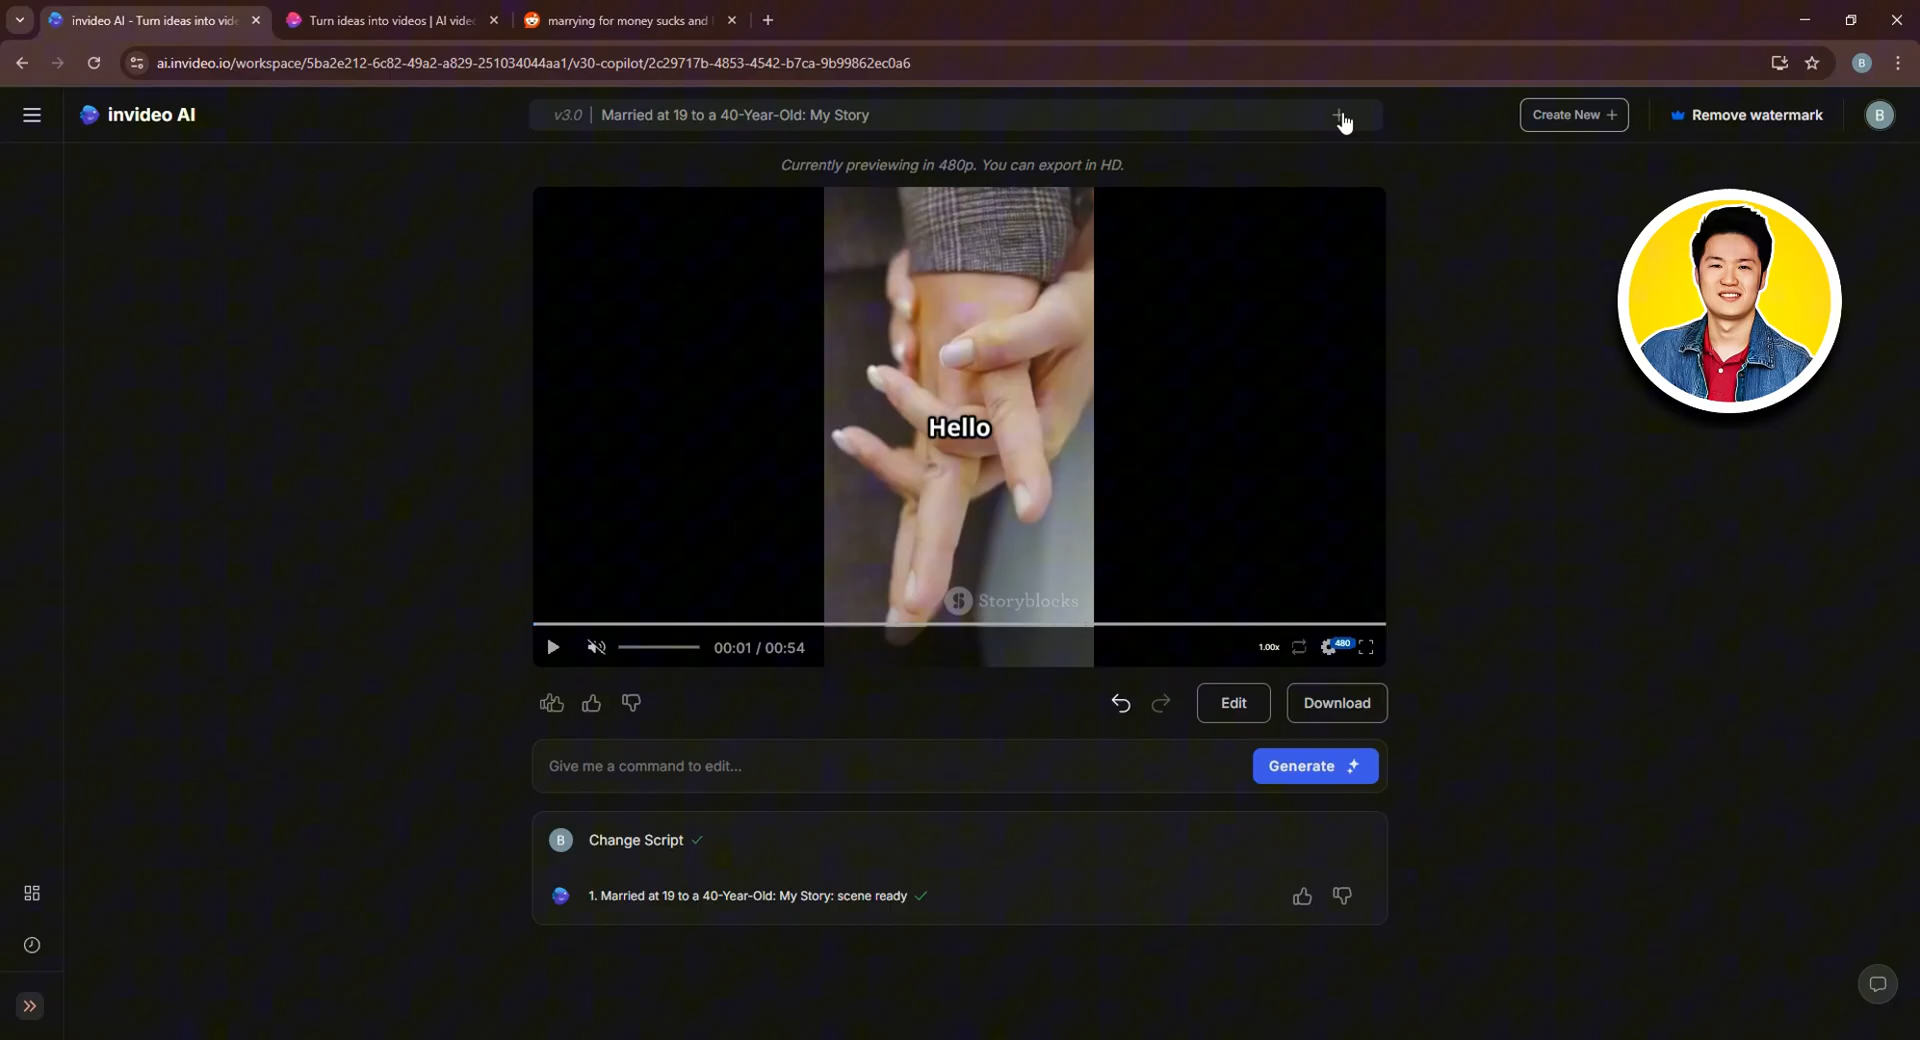 invideo AI - Turn ideas into vid
Turn ideas into videos | AI vide
marrying for money sucks and
ai.invideo.io/workspace/5ba2e212-6c82-49a2-a829-251034044aa1/v30-copilot/2c29717b-4853-4542-b7ca-9b99862ec0a6
B
invideo AI
v3.0 | Married at 19 to a 40-Year-Old: My Story
Create New +
Remove watermark
B
Currently previewing in 480p. You can export in HD.
Hello
Storyblocks
00:01 / 00:54
1.00x
480
Edit
Download
Give me a command to edit...
Generate
B
Change Script
1. Married at 19 to a 40-Year-Old: My Story: scene ready